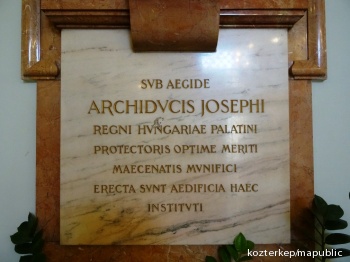 SVB AEGIDE
ARCHIDVCIS JOSEPHI
REGNI HVNGARIAE PALATINI
PROTECTORIS OPTIME MERITI
MAECENATIS MVNIFICI
ERECTA SVNT AEDIFICIA HAEC
INSTITVTI
kozterkep/mapublic